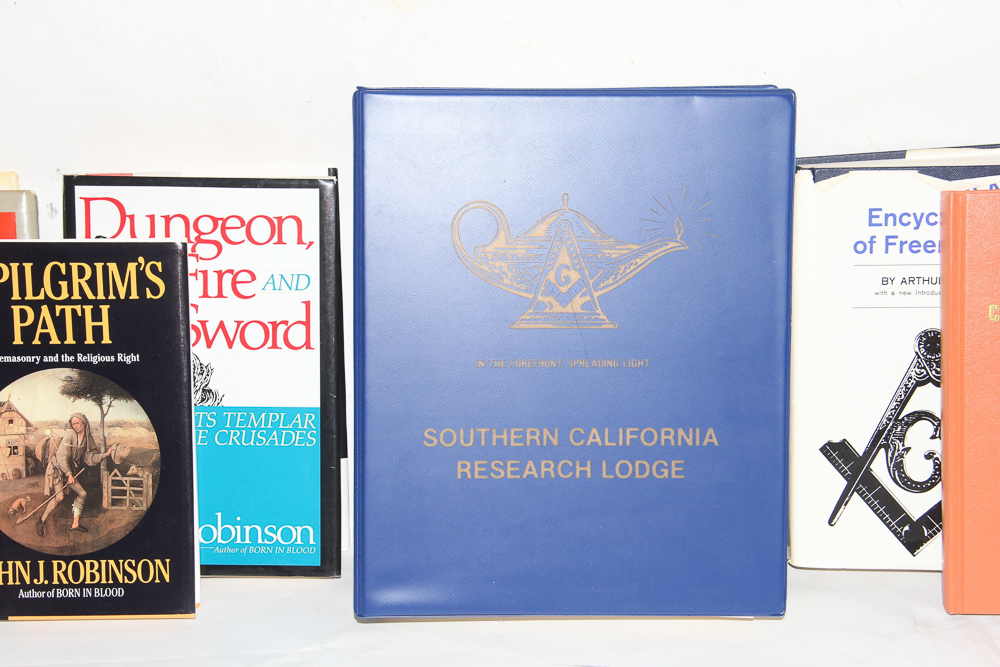 PILGRIM'S
PATH
emasonry and the Religious Right
HN J. ROBINSON
Author of BORN IN BLOOD
Dungeon,
Fire AND
Sword
TS TEMPLAR
E CRUSADES
obinson
Author of BORN IN BLOOD
G
IN THE FOREFRONT SPREADING LIGHT
SOUTHERN CALIFORNIA
RESEARCH LODGE
Encyc
of Freem
BY ARTHU
with a new Introduc
G
C